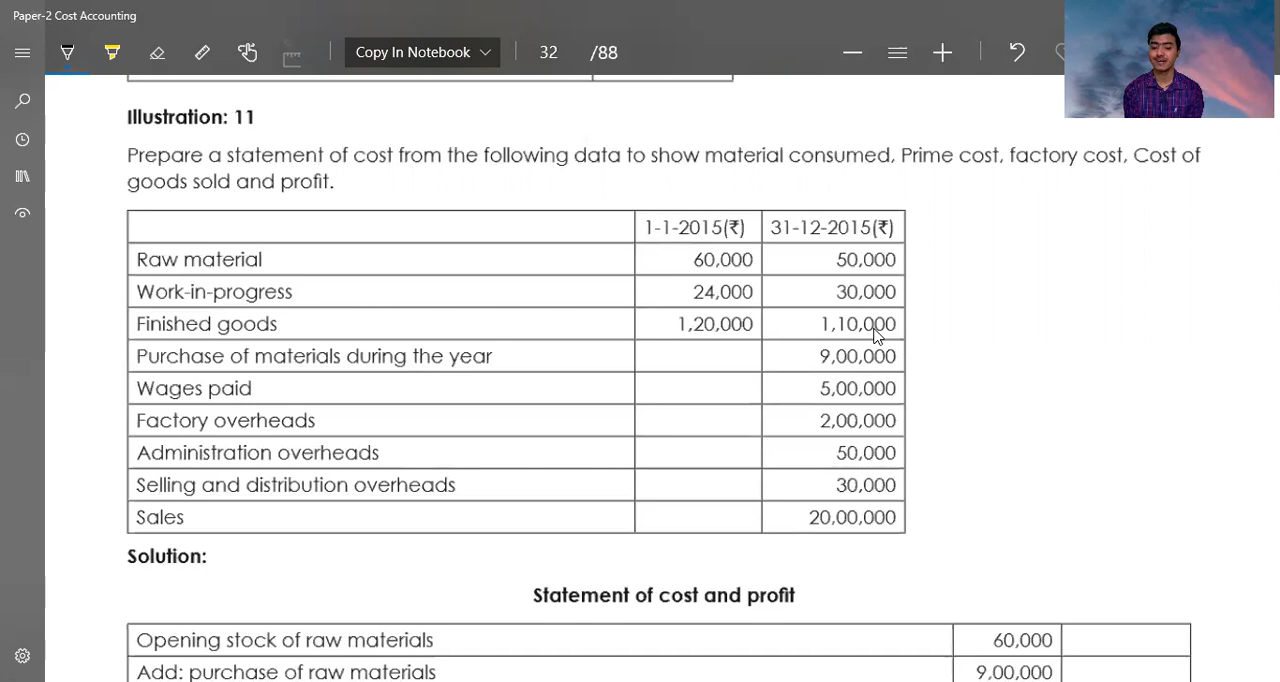 Paper-2 Cost Accounting
Copy In Notebook
32 /88
Illustration: 11
Prepare a statement of cost from the following data to show material consumed, Prime cost, factory cost, Cost of
goods sold and profit.
1-1-2015(₹) 31-12-2015(₹)
Raw material 60,000 50,000
Work-in-progress 24,000 30,000
Finished goods 1,20,000 1,10,000
Purchase of materials during the year 9,00,000
Wages paid 5,00,000
Factory overheads 2,00,000
Administration overheads 50,000
Selling and distribution overheads 30,000
Sales 20,00,000
Solution:
Statement of cost and profit
Opening stock of raw materials 60,000
Add: purchase of raw materials 9,00,000